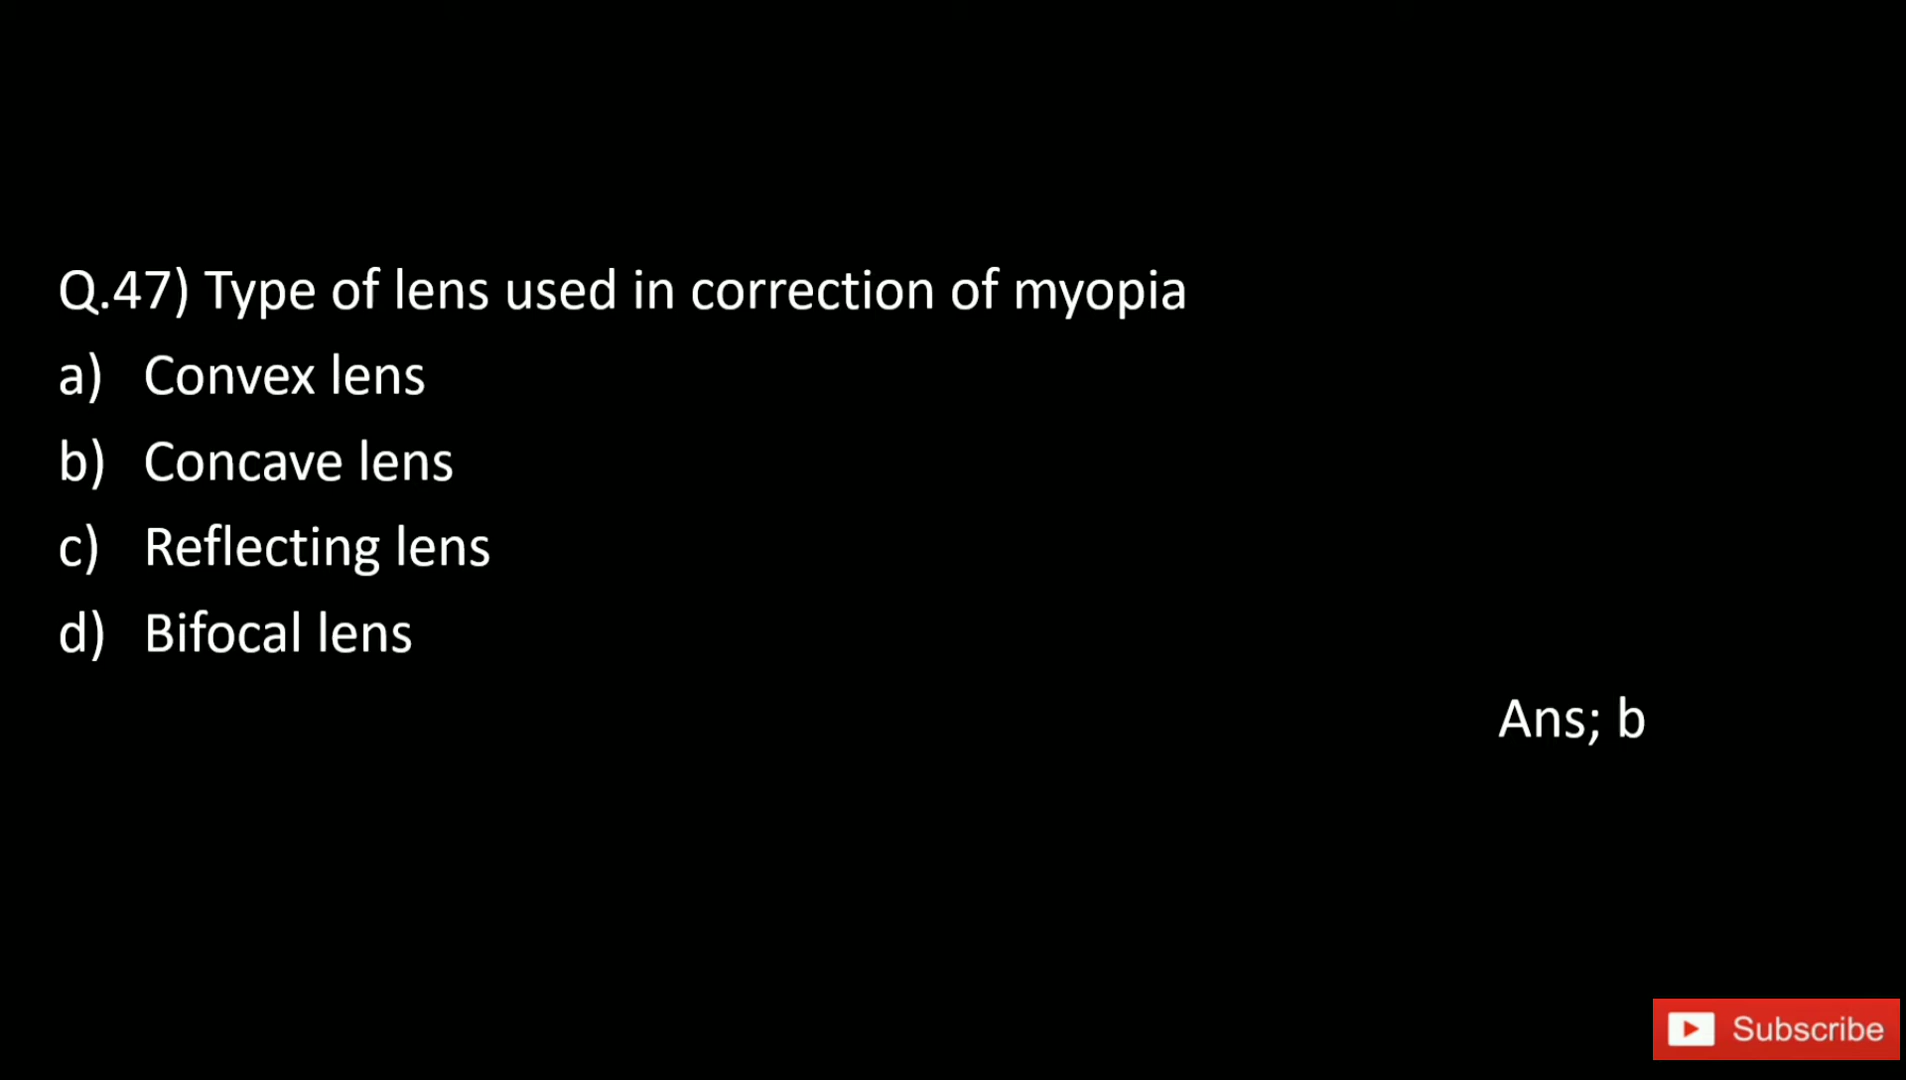 Q.47) Type of lens used in correction of myopia
a) Convex lens
b) Concave lens
c) Reflecting lens
d) Bifocal lens
Ans; b
Subscribe